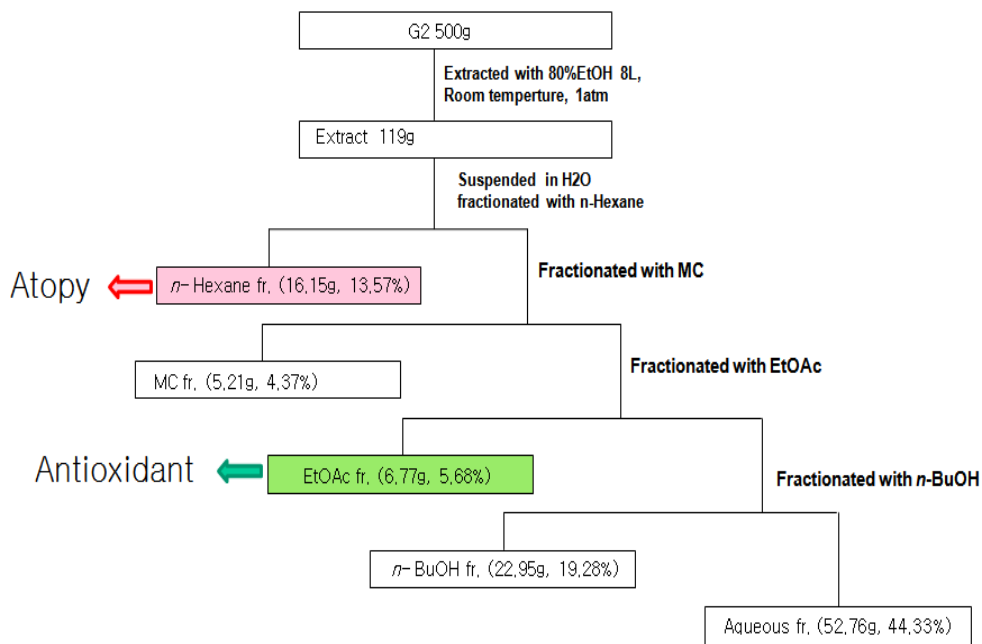 G2 500g
Extracted with 80%EtOH 8L,
Room temperture, 1atm
Extract 119g
Suspended in H2O
fractionated with n-Hexane
Atopy
n- Hexane fr, (16,15g, 13,57%)
Fractionated with MC
MC fr, (5,21g, 4,37%)
Fractionated with EtOAc
Antioxidant
EtOAc fr, (6,77g, 5,68%)
Fractionated with n-BuOH
n- BuOH fr, (22,95g, 19,28%)
Aqueous fr, (52,76g, 44,33%)